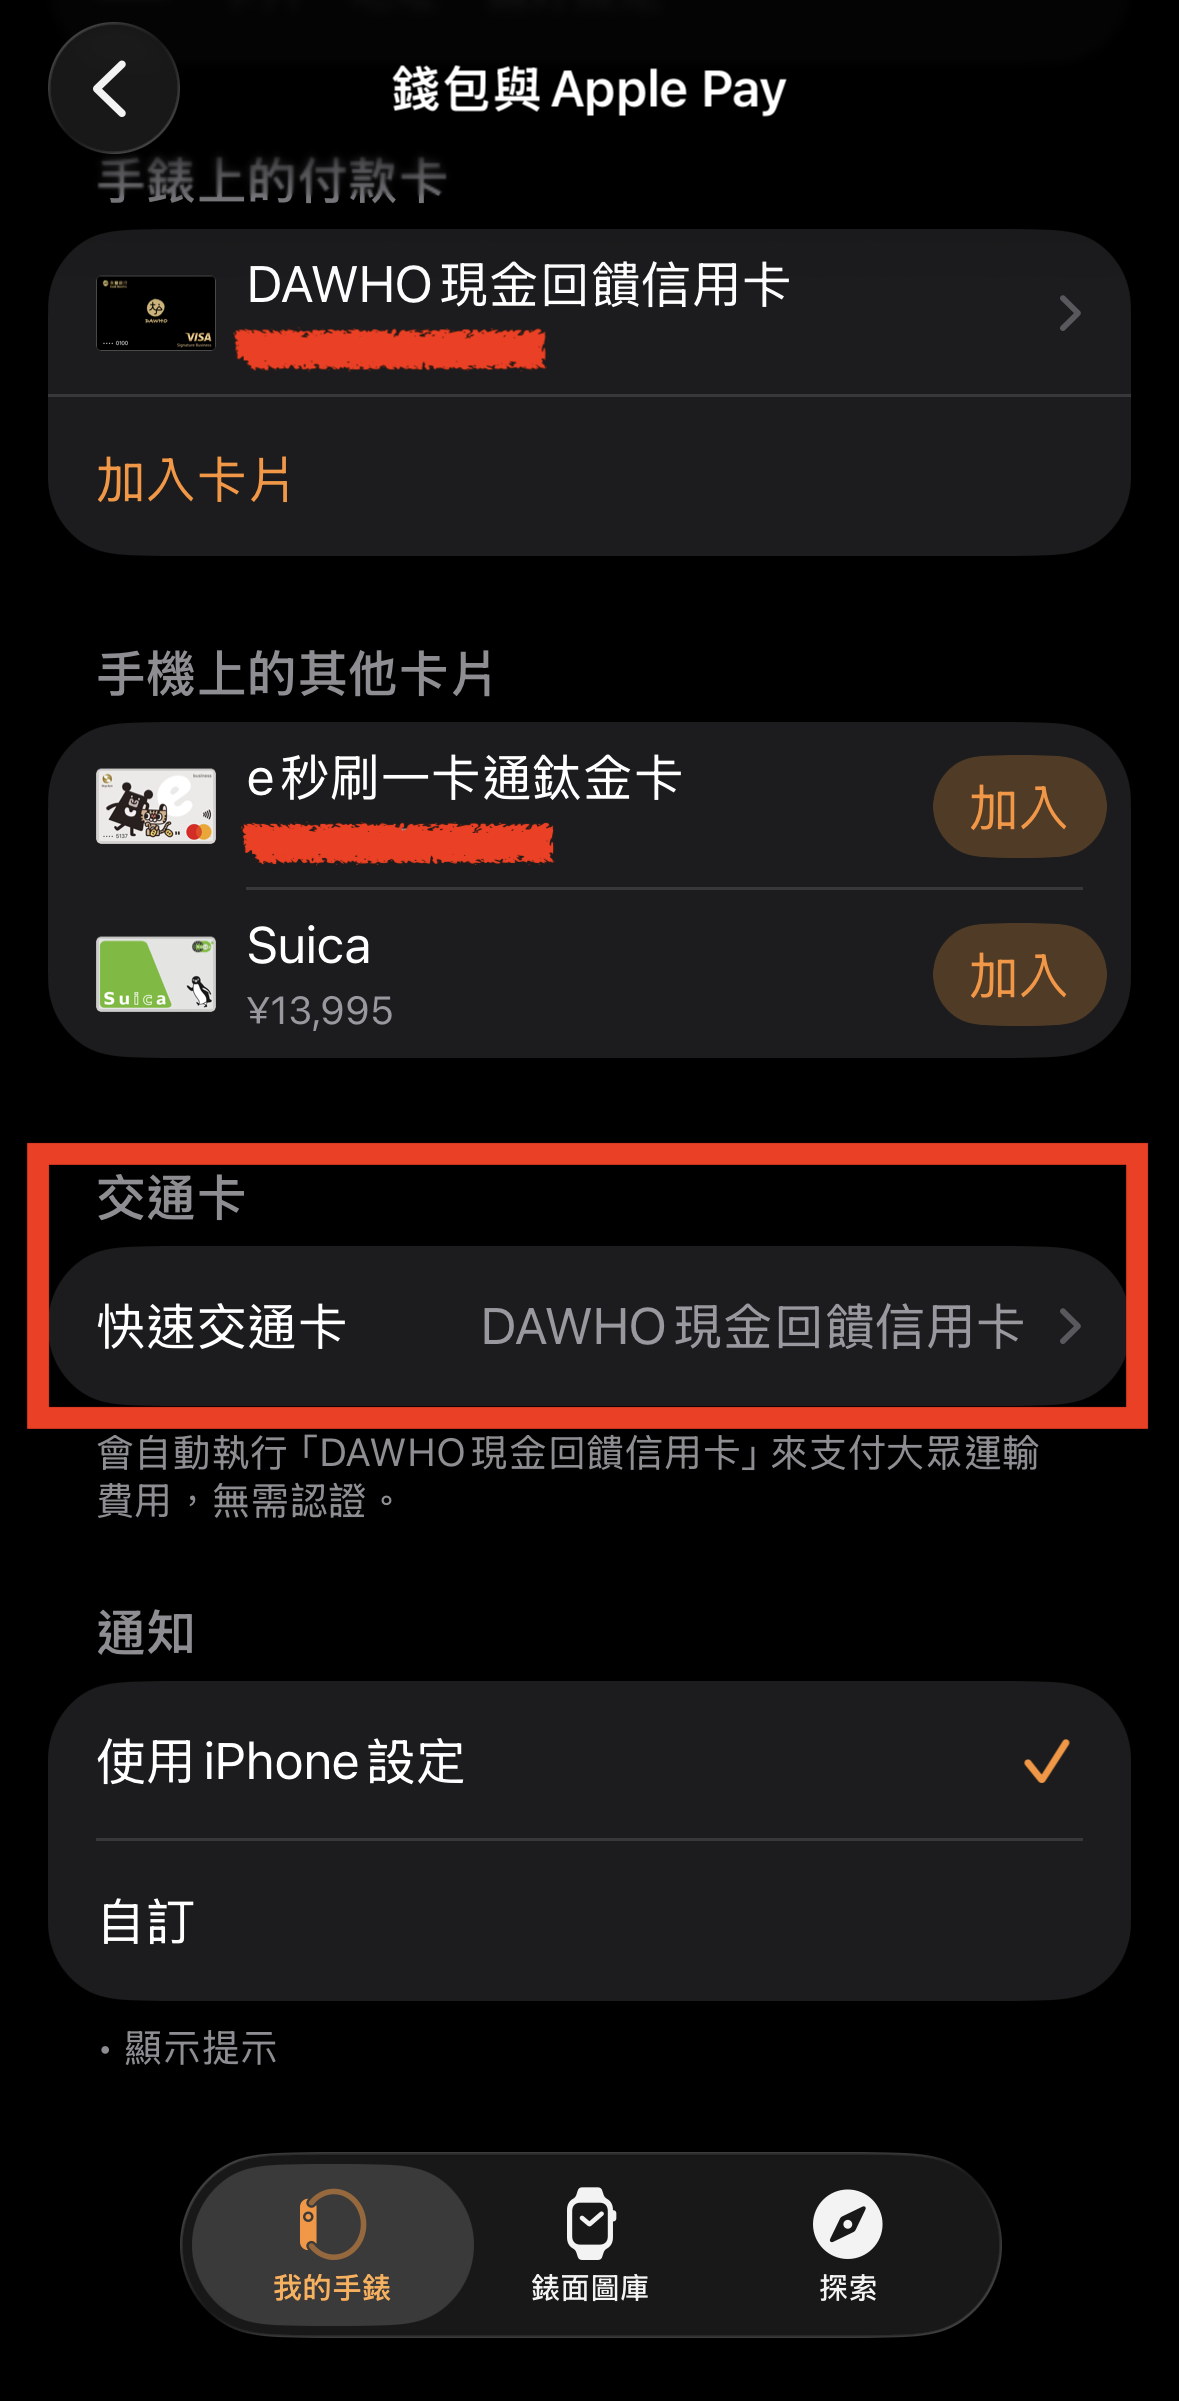 錢包與 Apple Pay
手錶上的付款卡
DAWHO 現金回饋信用卡
DAWHO
VISA
加入卡片
手機上的其他卡片
e秒刷一卡通鈦金卡
加入
e
Suica
¥13,995
加入
Suica
交通卡
快速交通卡 DAWHO 現金回饋信用卡
會自動執行「DAWHO 現金回饋信用卡」來支付大眾運輸
費用，無需認證。
通知
使用 iPhone 設定
自訂
• 顯示提示
我的手錶 錶面圖庫 探索